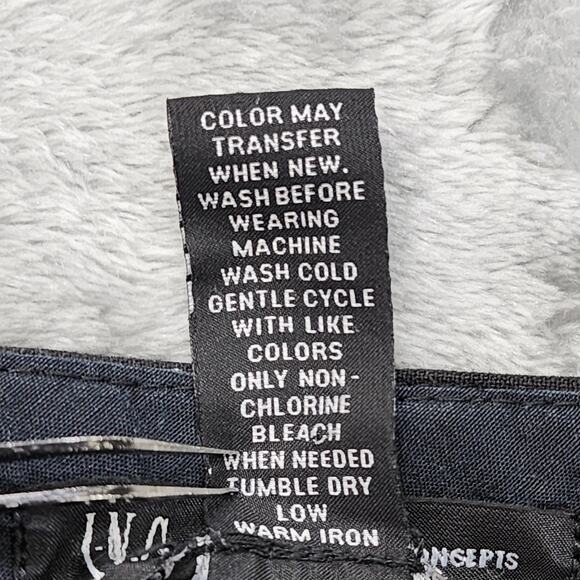 COLOR MAY
TRANSFER
WHEN NEW.
WASH BEFORE
WEARING
MACHINE
WASH COLD
GENTLE CYCLE
WITH LIKE
COLORS
ONLY NON-
CHLORINE
BLEACH
WHEN NEEDED
TUMBLE DRY
LOW
WARM IRON